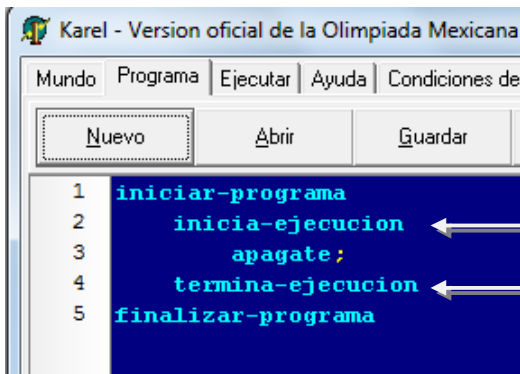 Karel - Version oficial de la Olimpiada Mexicana
Mundo Programa Ejecutar Ayuda Condiciones de
Nuevo Abrir Guardar
1 iniciar-programa
2 inicia-ejecucion
3 apagate;
4 termina-ejecucion
5 finalizar-programa